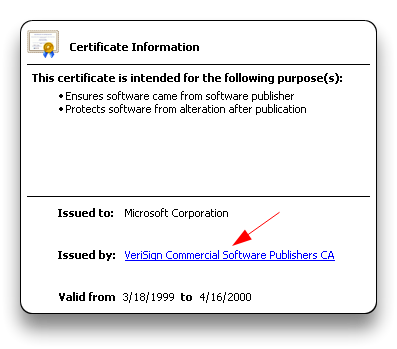 Certificate Information
This certificate is intended for the following purpose(s):
•Ensures software came from software publisher
•Protects software from alteration after publication
Issued to: Microsoft Corporation
Issued by: VeriSign Commercial Software Publishers CA
Valid from 3/18/1999 to 4/16/2000